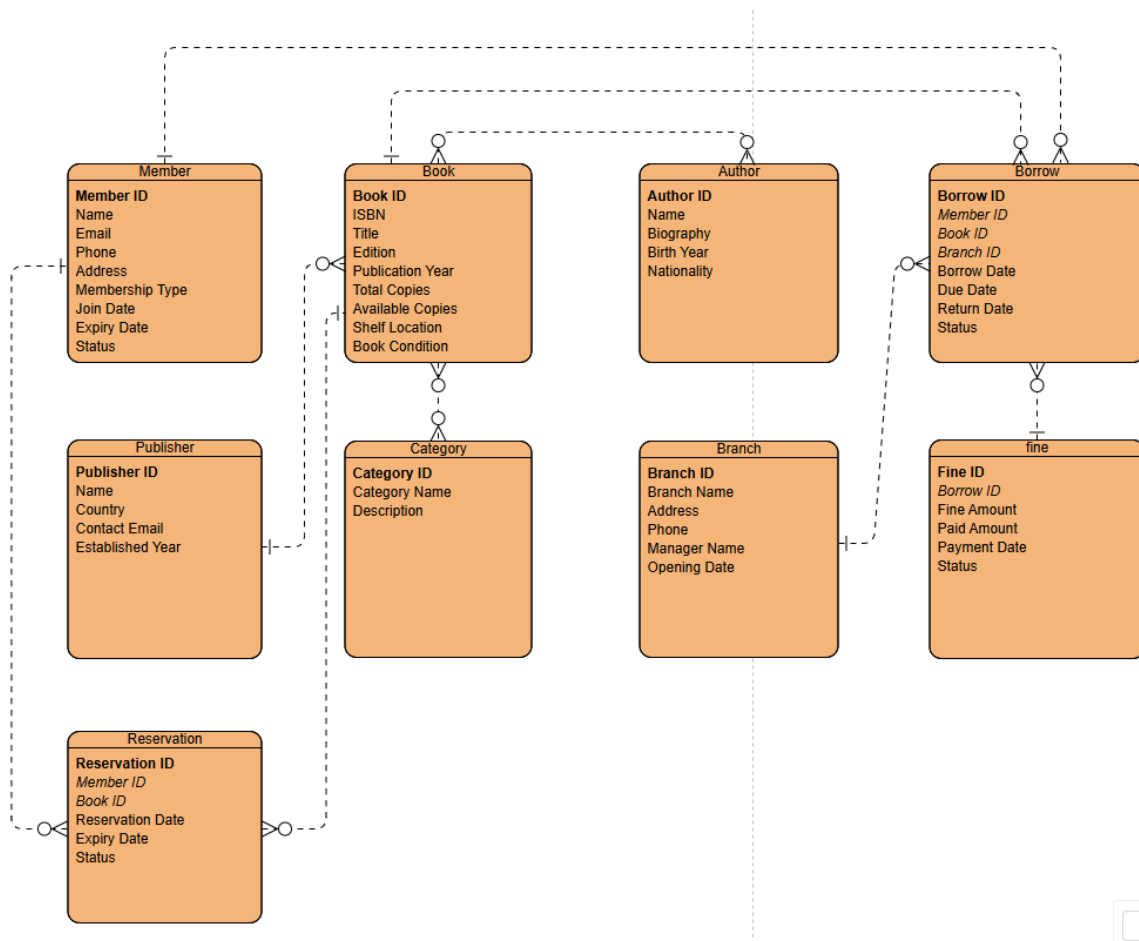 Member
Member ID
Name
Email
Phone
Address
Membership Type
Join Date
Expiry Date
Status
Book
Book ID
ISBN
Title
Edition
Publication Year
Total Copies
Available Copies
Shelf Location
Book Condition
Author
Author ID
Name
Biography
Birth Year
Nationality
Borrow
Borrow ID
Member ID
Book ID
Branch ID
Borrow Date
Due Date
Return Date
Status
Publisher
Publisher ID
Name
Country
Contact Email
Established Year
Category
Category ID
Category Name
Description
Branch
Branch ID
Branch Name
Address
Phone
Manager Name
Opening Date
fine
Fine ID
Borrow ID
Fine Amount
Paid Amount
Payment Date
Status
Reservation
Reservation ID
Member ID
Book ID
Reservation Date
Expiry Date
Status